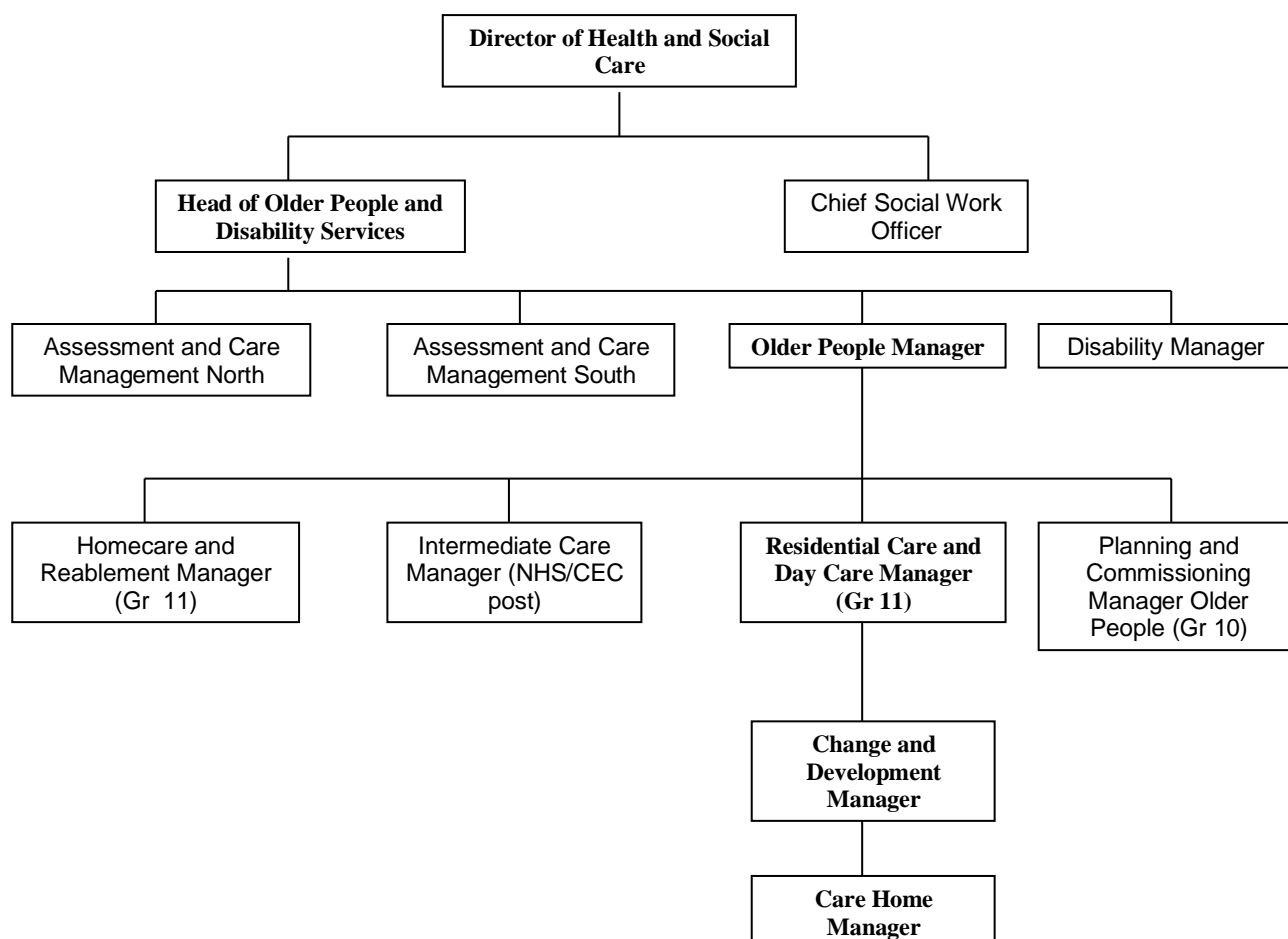 Director of Health and Social
Care
Head of Older People and
Disability Services
Chief Social Work
Officer
Assessment and Care
Management North
Assessment and Care
Management South
Older People Manager
Disability Manager
Homecare and
Reablement Manager
(Gr 11)
Intermediate Care
Manager (NHS/CEC
post)
Residential Care and
Day Care Manager
(Gr 11)
Planning and
Commissioning
Manager Older
People (Gr 10)
Change and
Development
Manager
Care Home
Manager